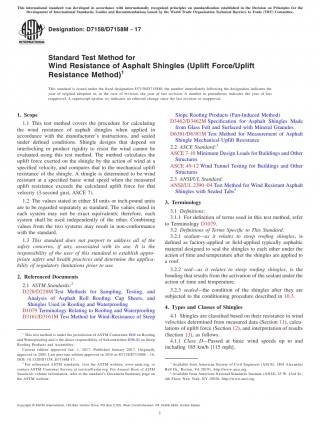 This international standard was developed in accordance with internationally recognized principles on standardization established in the Decision on Principles for the
Development of International Standards, Guides and Recommendations issued by the World Trade Organization Technical Barriers to Trade (TBT) Committee.
Designation: D7158/D7158M – 17
Standard Test Method for
Wind Resistance of Asphalt Shingles (Uplift Force/Uplift
Resistance Method)1
This standard is issued under the fixed designation D7158/D7158M; the number immediately following the designation indicates the
year of original adoption or, in the case of revision, the year of last revision. A number in parentheses indicates the year of last
reapproval. A superscript epsilon (ε) indicates an editorial change since the last revision or reapproval.
1. Scope
1.1 This test method covers the procedure for calculating
the wind resistance of asphalt shingles when applied in
accordance with the manufacturer's instructions, and sealed
under defined conditions. Shingle designs that depend on
interlocking or product rigidity to resist the wind cannot be
evaluated using this test method. The method calculates the
uplift force exerted on the shingle by the action of wind at a
specified velocity, and compares that to the mechanical uplift
resistance of the shingle. A shingle is determined to be wind
resistant at a specified basic wind speed when the measured
uplift resistance exceeds the calculated uplift force for that
velocity (3-second gust, ASCE 7).
1.2 The values stated in either SI units or inch-pound units
are to be regarded separately as standard. The values stated in
each system may not be exact equivalents; therefore, each
system shall be used independently of the other. Combining
values from the two systems may result in non-conformance
with the standard.
1.3 This standard does not purport to address all of the
safety concerns, if any, associated with its use. It is the
responsibility of the user of this standard to establish appro-
priate safety and health practices and determine the applica-
bility of regulatory limitations prior to use.
2. Referenced Documents
2.1 ASTM Standards:2
D228/D228M Test Methods for Sampling, Testing, and
Analysis of Asphalt Roll Roofing, Cap Sheets, and
Shingles Used in Roofing and Waterproofing
D1079 Terminology Relating to Roofing and Waterproofing
D3161/D3161M Test Method for Wind-Resistance of Steep
Slope Roofing Products (Fan-Induced Method)
D3462/D3462M Specification for Asphalt Shingles Made
from Glass Felt and Surfaced with Mineral Granules
D6381/D6381M Test Method for Measurement of Asphalt
Shingle Mechanical Uplift Resistance
2.2 ASCE Standard:3
ASCE 7-10 Minimum Design Loads for Buildings and Other
Structures
ASCE 49-12 Wind Tunnel Testing for Buildings and Other
Structures
2.3 ANSI/UL Standard:
ANSI/UL 2390-04 Test Method for Wind Resistant Asphalt
Shingles with Sealed Tabs4
3. Terminology
3.1 Definitions:
3.1.1 For definitions of terms used in this test method, refer
to Terminology D1079.
3.2 Definitions of Terms Specific to This Standard:
3.2.1 sealant—as it relates to steep roofing shingles, is
defined as factory-applied or field-applied typically asphaltic
material designed to seal the shingles to each other under the
action of time and temperature after the shingles are applied to
a roof.
3.2.2 seal—as it relates to steep roofing shingles, is the
bonding that results from the activation of the sealant under the
action of time and temperature.
3.2.3 sealed—the condition of the shingles after they are
subjected to the conditioning procedure described in 10.3.
4. Types and Classes of Shingles
4.1 Shingles are classified based on their resistance to wind
velocities determined from measured data (Section 11), calcu-
lations of uplift force (Section 12), and interpretation of results
(Section 13), as follows:
4.1.1 Class D—Passed at basic wind speeds up to and
including 185 km/h [115 mph].
1 This test method is under the jurisdiction of ASTM Committee D08 on Roofing
and Waterproofing and is the direct responsibility of Subcommittee D08.02 on Steep
Roofing Products and Assemblies.
Current edition approved Jan. 1, 2017. Published January 2017. Originally
approved in 2005. Last previous edition approved in 2016 as D7158/D7158M – 16.
DOI: 10.1520/D7158_D7158M-17.
2 For referenced ASTM standards, visit the ASTM website, www.astm.org, or
contact ASTM Customer Service at service@astm.org. For Annual Book of ASTM
Standards volume information, refer to the standard's Document Summary page on
the ASTM website.
3 Available from American Society of Civil Engineers (ASCE), 1801 Alexander
Bell Dr., Reston, VA 20191, http://www.asce.org.
4 Available from American National Standards Institute (ANSI), 25 W. 43rd St.,
4th Floor, New York, NY 10036, http://www.ansi.org.
Copyright © ASTM International, 100 Barr Harbor Drive, PO Box C700, West Conshohocken, PA 19428-2959. United States
1